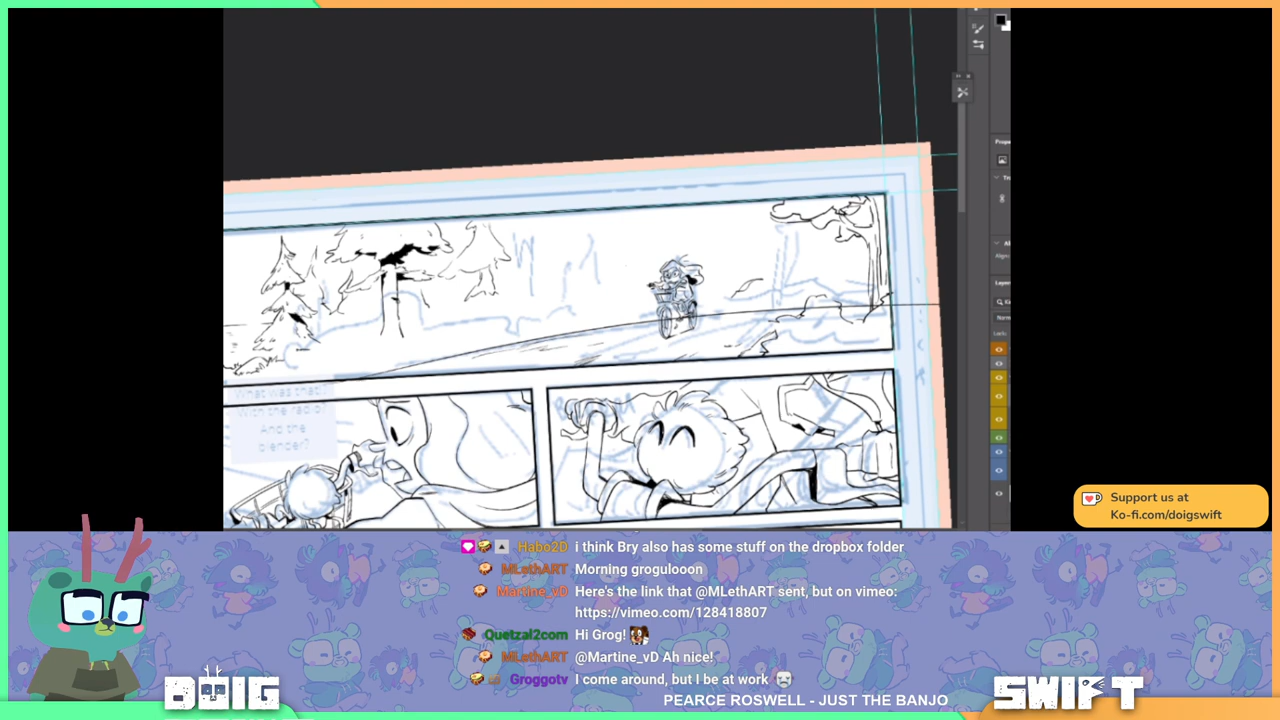 What was that?
With the radio?
And the
blender?
Support us at
Ko-fi.com/doigswift
Habo2D i think Bry also has some stuff on the dropbox folder
MLethART Morning grogulooon
Martine_vD Here's the link that @MLethART sent, but on vimeo:
https://vimeo.com/128418807
Quetzal2com Hi Grog!
MLethART @Martine_vD Ah nice!
Groggotv I come around, but I be at work
PEARCE ROSWELL - JUST THE BANJO
DOIG
SWIFT